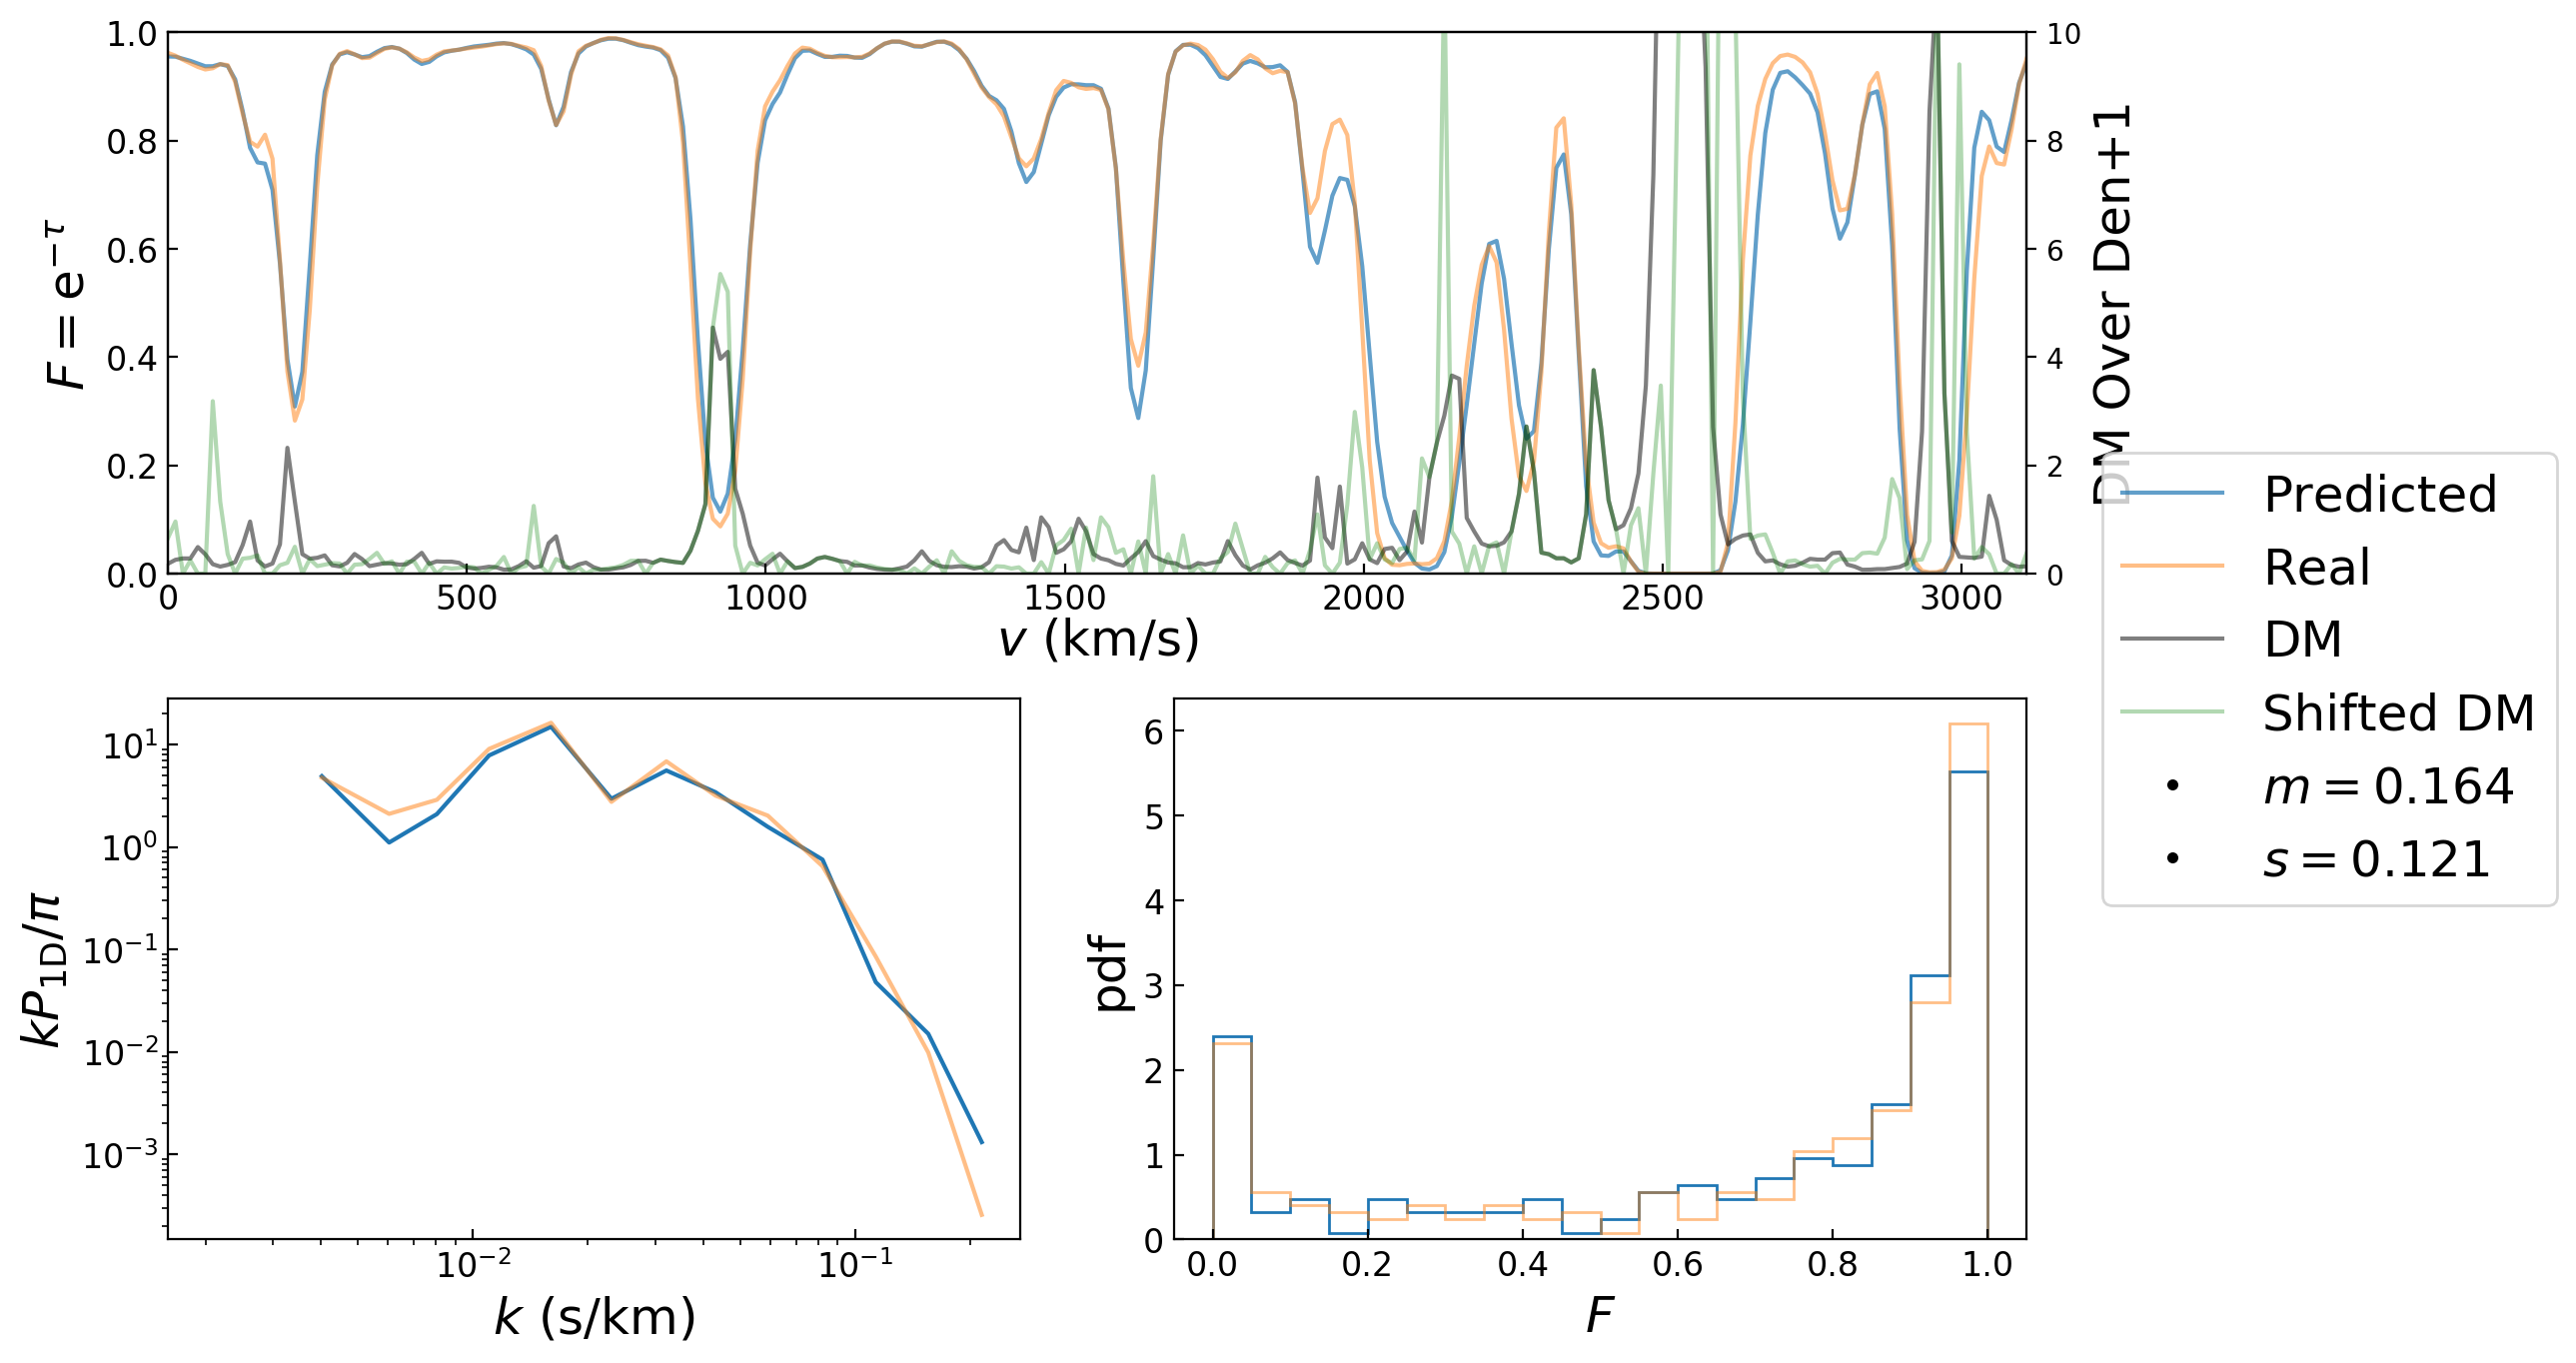 1.0
0.8
0.6
0.4
0.2
0.0
F = e^{-τ}
0 500 1000 1500 2000 2500 3000
v (km/s)
10
8
6
4
2
0
DM Over Den+1
Predicted
Real
DM
Shifted DM
m = 0.164
s = 0.121
10^1
10^0
10^{-1}
10^{-2}
10^{-3}
kP_{1D}/π
10^{-2} 10^{-1}
k (s/km)
6
5
4
3
2
1
0
pdf
0.0 0.2 0.4 0.6 0.8 1.0
F